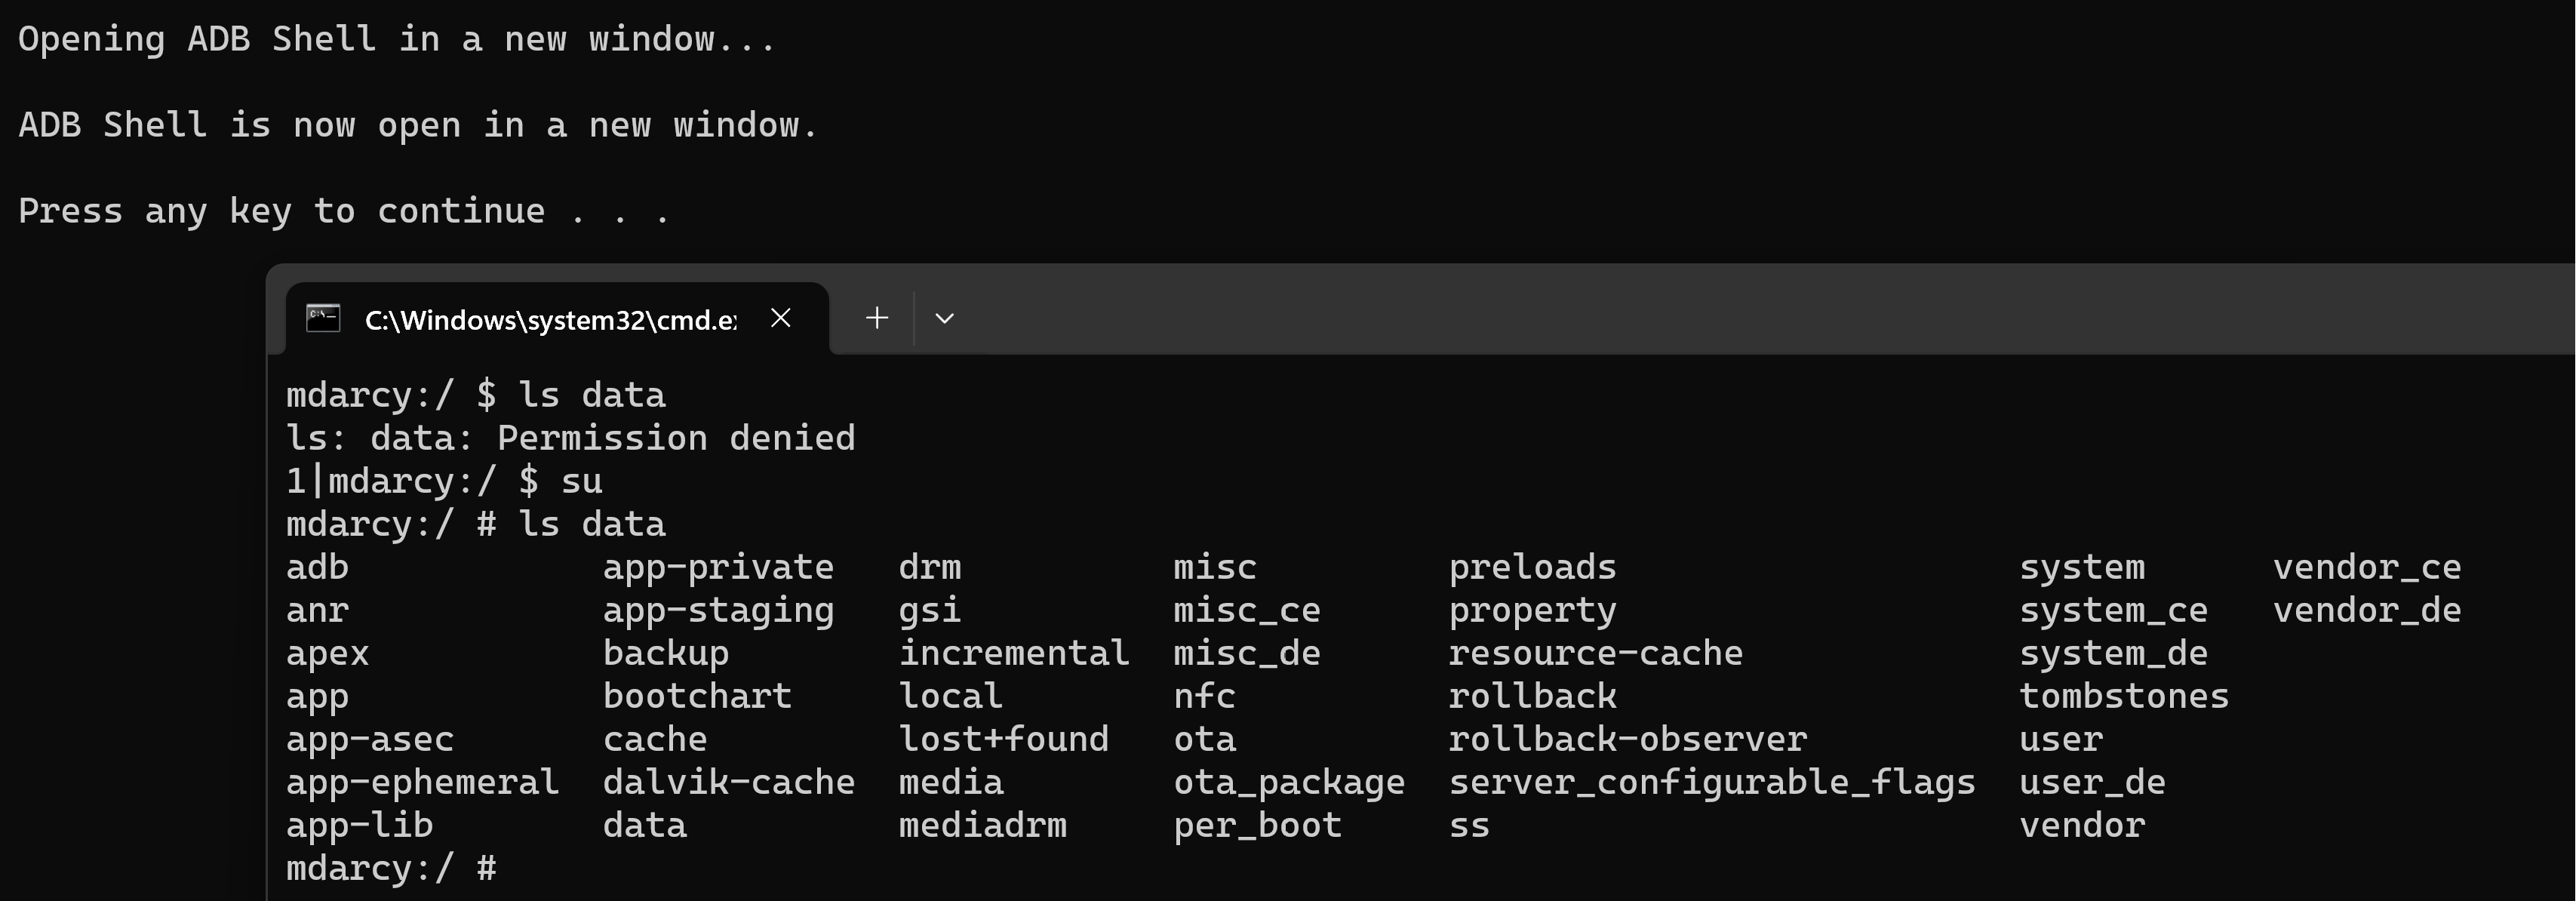 Opening ADB Shell in a new window...
ADB Shell is now open in a new window.
Press any key to continue . . .
C:\Windows\system32\cmd.e
mdarcy:/ $ ls data
ls: data: Permission denied
1|mdarcy:/ $ su
mdarcy:/ # ls data
adb app-private drm misc preloads system vendor_ce
anr app-staging gsi misc_ce property system_ce vendor_de
apex backup incremental misc_de resource-cache system_de
app bootchart local nfc rollback tombstones
app-asec cache lost+found ota rollback-observer user
app-ephemeral dalvik-cache media ota_package server_configurable_flags user_de
app-lib data mediadrm per_boot ss vendor
mdarcy:/ #